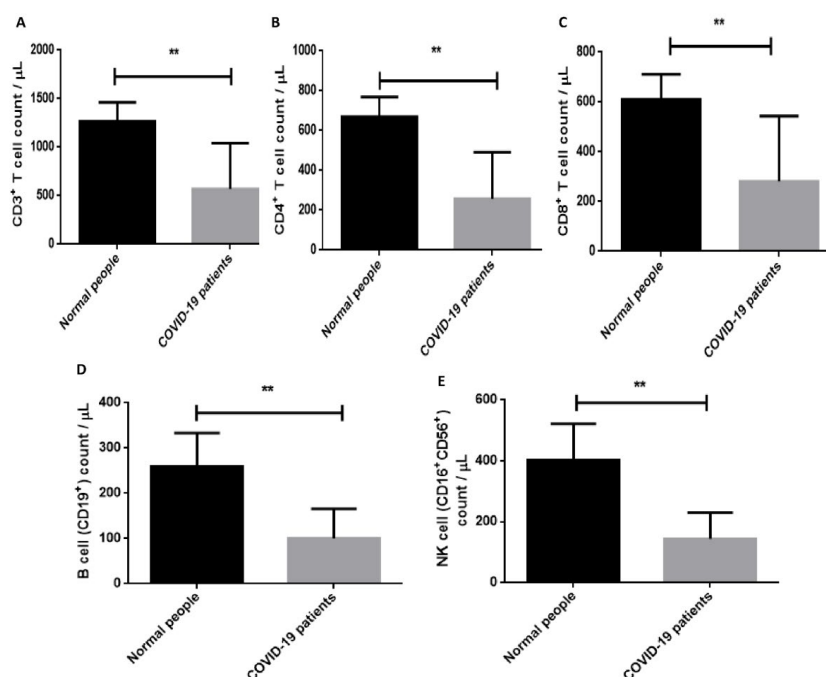 A
CD3+ T cell count / µL
2000
1500
1000
500
0
**
Normal people
COVID-19 patients
B
CD4+ T cell count / µL
1000
800
600
400
200
0
**
Normal people
COVID-19 patients
C
CD8+ T cell count / µL
800
600
400
200
0
**
Normal people
COVID-19 patients
D
B cell (CD19+) count / µL
400
300
200
100
0
**
Normal people
COVID-19 patients
E
NK cell (CD16+CD56+)
count / µL
600
400
200
0
**
Normal people
COVID-19 patients